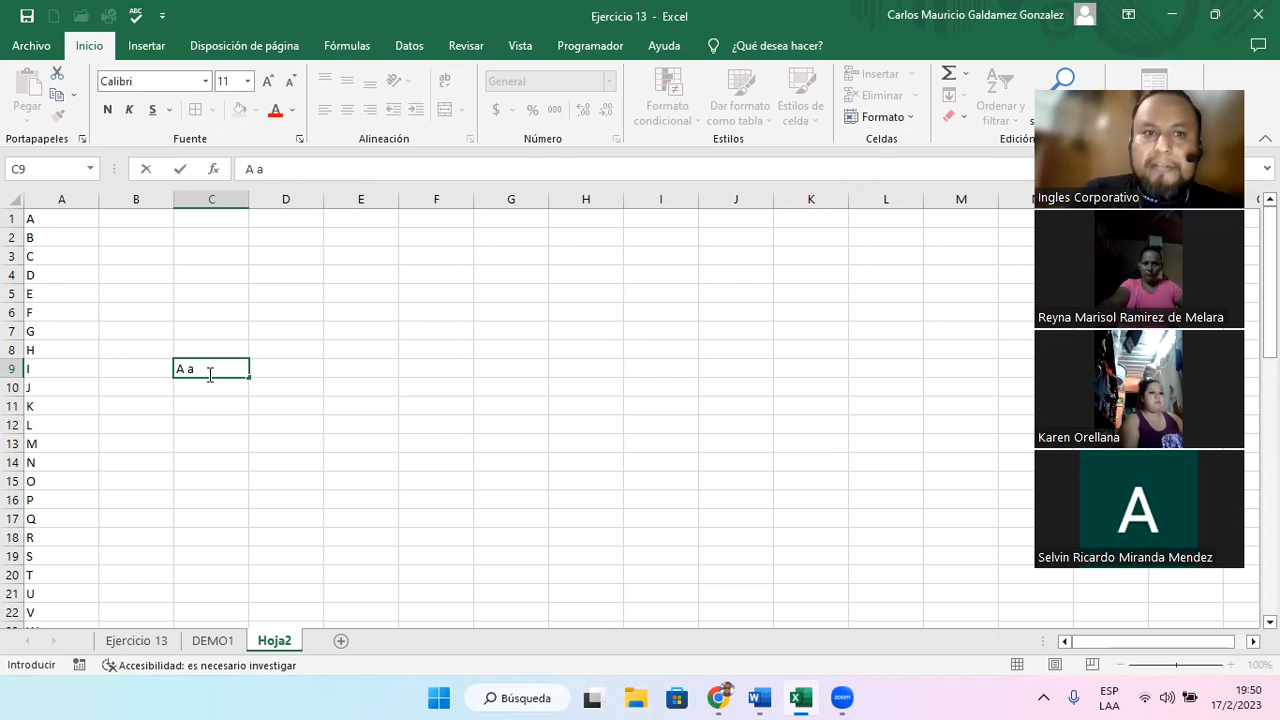 Ejercicio 13 - Excel
Carlos Mauricio Galdamez Gonzalez
Archivo Inicio Insertar Disposición de página Fórmulas Datos Revisar Vista Programador Ayuda ¿Qué desea hacer?
Pegar
Calibri 11
N K S
General
$ % 000
Formato condicional
Dar formato como tabla
Estilos de celda
Insertar
Eliminar
Formato
Ordenar y filtrar
Portapapeles Fuente Alineación Número Estilos Celdas Edición
C9 fx A a
A B C D E F G H I J K L M
1 A
2 B
3 C
4 D
5 E
6 F
7 G
8 H
9 I A a
10 J
11 K
12 L
13 M
14 N
15 O
16 P
17 Q
18 R
19 S
20 T
21 U
22 V
Ingles Corporativo
Reyna Marisol Ramirez de Melara
Karen Orellana
A
Selvin Ricardo Miranda Mendez
Ejercicio 13 DEMO1 Hoja2
Introducir Accesibilidad: es necesario investigar 100%
Búsqueda
zoom
ESP
LAA
19:50
17/2/2023